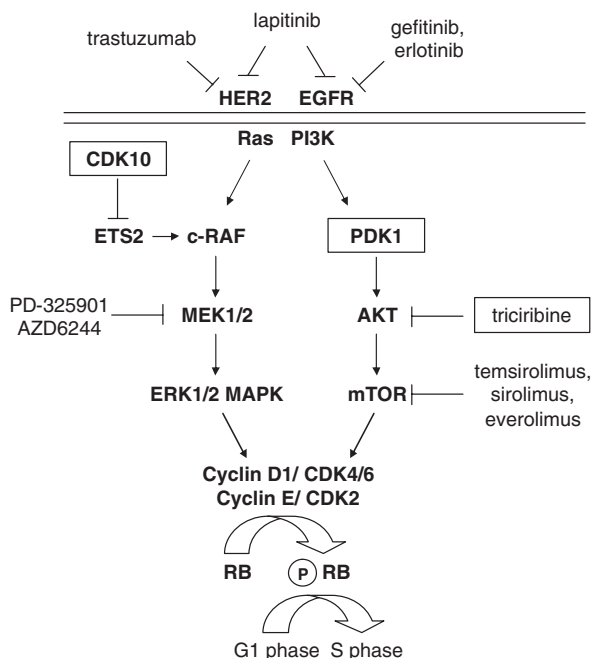 lapitinib
trastuzumab
gefitinib,
erlotinib
HER2 EGFR
Ras PI3K
CDK10
ETS2 c-RAF
PDK1
PD-325901
AZD6244
MEK1/2
AKT
triciribine
ERK1/2 MAPK
mTOR
temsirolimus,
sirolimus,
everolimus
Cyclin D1/ CDK4/6
Cyclin E/ CDK2
RB P RB
G1 phase S phase